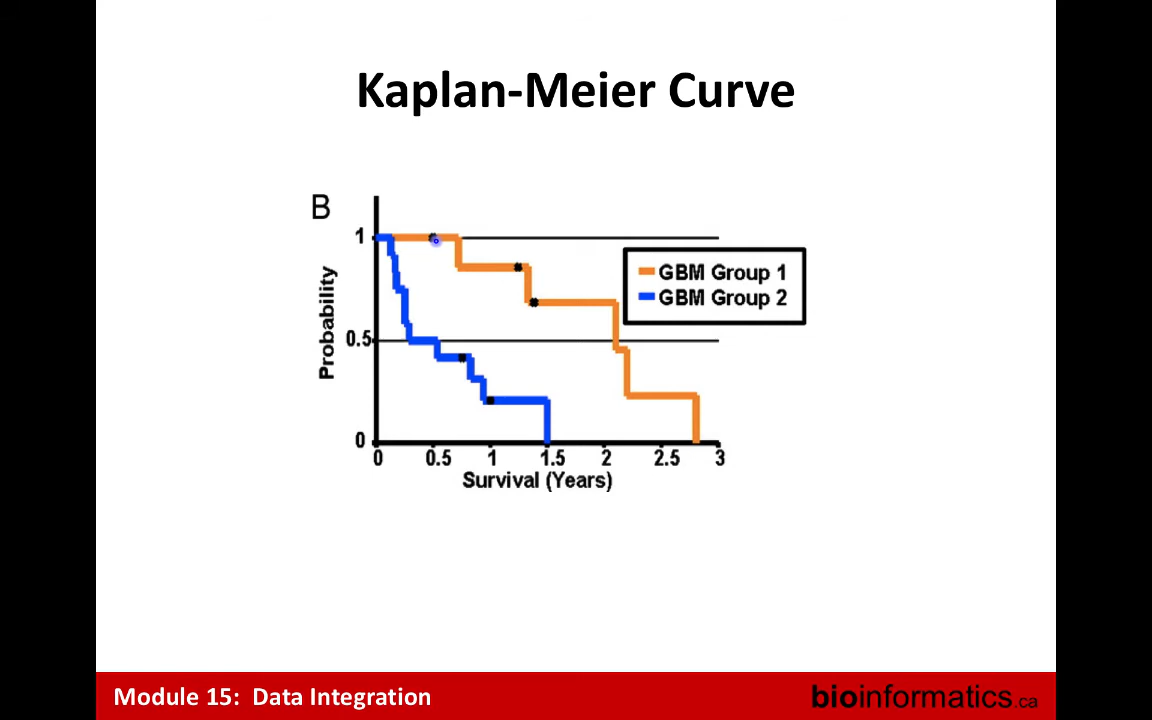 Kaplan-Meier Curve
B
1
0.5
0
Probability
GBM Group 1
GBM Group 2
0 0.5 1 1.5 2 2.5 3
Survival (Years)
Module 15: Data Integration
bioinformatics.ca